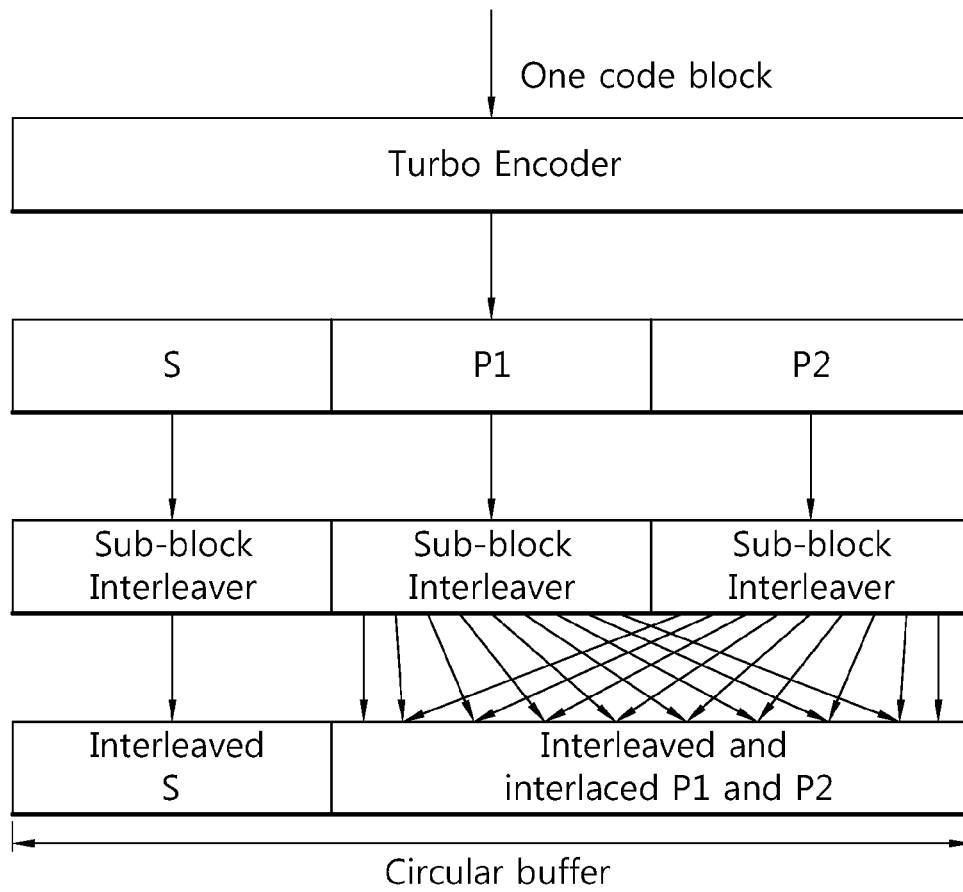 One code block
Turbo Encoder
S
P1
P2
Sub-block
Interleaver
Sub-block
Interleaver
Sub-block
Interleaver
Interleaved
S
Interleaved and
interlaced P1 and P2
Circular buffer